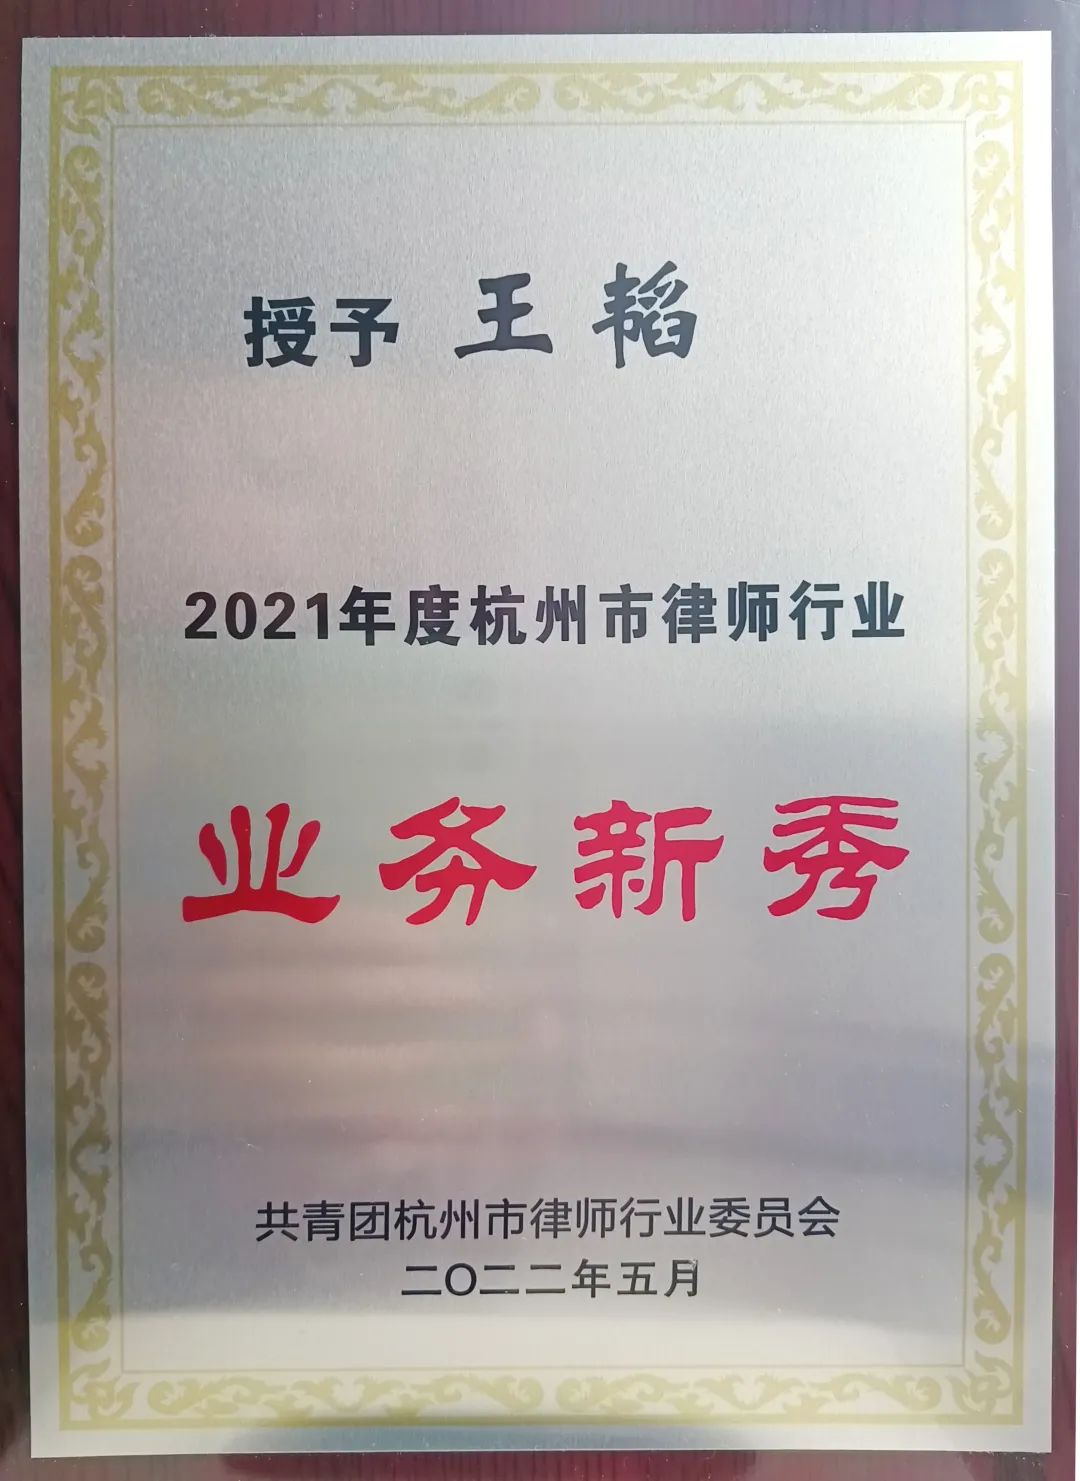 授予 王韬
2021年度杭州市律师行业
业务新秀
共青团杭州市律师行业委员会
二〇二二年五月